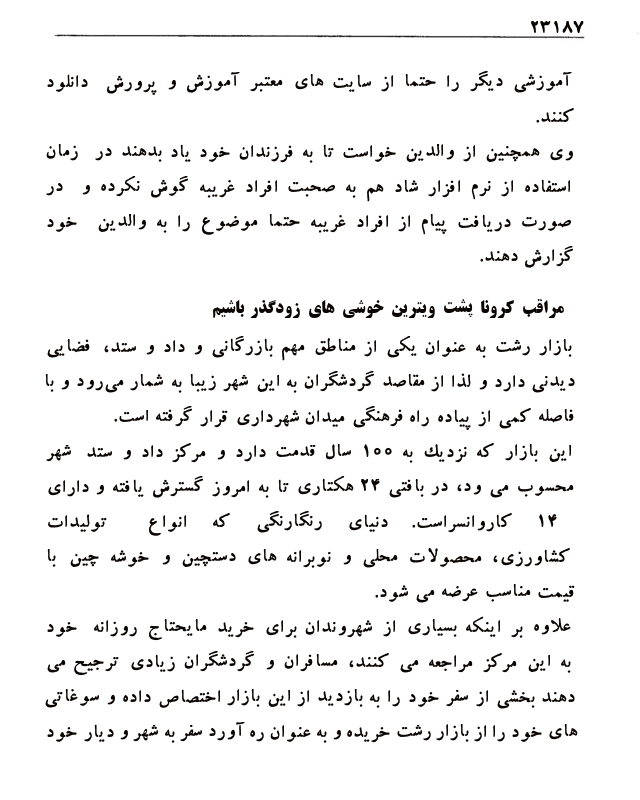 ۲۳۱۸۷
آموزشی دیگر را حتما از سایت های معتبر آموزش و پرورش دانلود
کنند.
وی همچنین از والدین خواست تا به فرزندان خود یاد بدهند در زمان
استفاده از نرم افزار شاد هم به صحبت افراد غریبه گوش نکرده و در
صورت دریافت پیام از افراد غریبه حتما موضوع را به والدین خود
گزارش دهند.
مراقب کرونا پشت ویترین خوشی های زودگذر باشیم
بازار رشت به عنوان یکی از مناطق مهم بازرگانی و داد و ستد، فضایی
دیدنی دارد و لذا از مقاصد گردشگران به این شهر زیبا به شمار می‌رود و با
فاصله کمی از پیاده راه فرهنگی میدان شهرداری قرار گرفته است.
این بازار که نزدیك به ۱۰۰ سال قدمت دارد و مرکز داد و ستد شهر
محسوب می ود، در بافتی ۲۴ هکتاری تا به امروز گسترش یافته و دارای
۱۴ کاروانسراست. دنیای رنگارنگی که انواع تولیدات
کشاورزی، محصولات محلی و نوبرانه های دستچین و خوشه چین با
قیمت مناسب عرضه می شود.
علاوه بر اینکه بسیاری از شهروندان برای خرید مایحتاج روزانه خود
به این مرکز مراجعه می کنند، مسافران و گردشگران زیادی ترجیح می
دهند بخشی از سفر خود را به بازدید از این بازار اختصاص داده و سوغاتی
های خود را از بازار رشت خریده و به عنوان ره آورد سفر به شهر و دیار خود